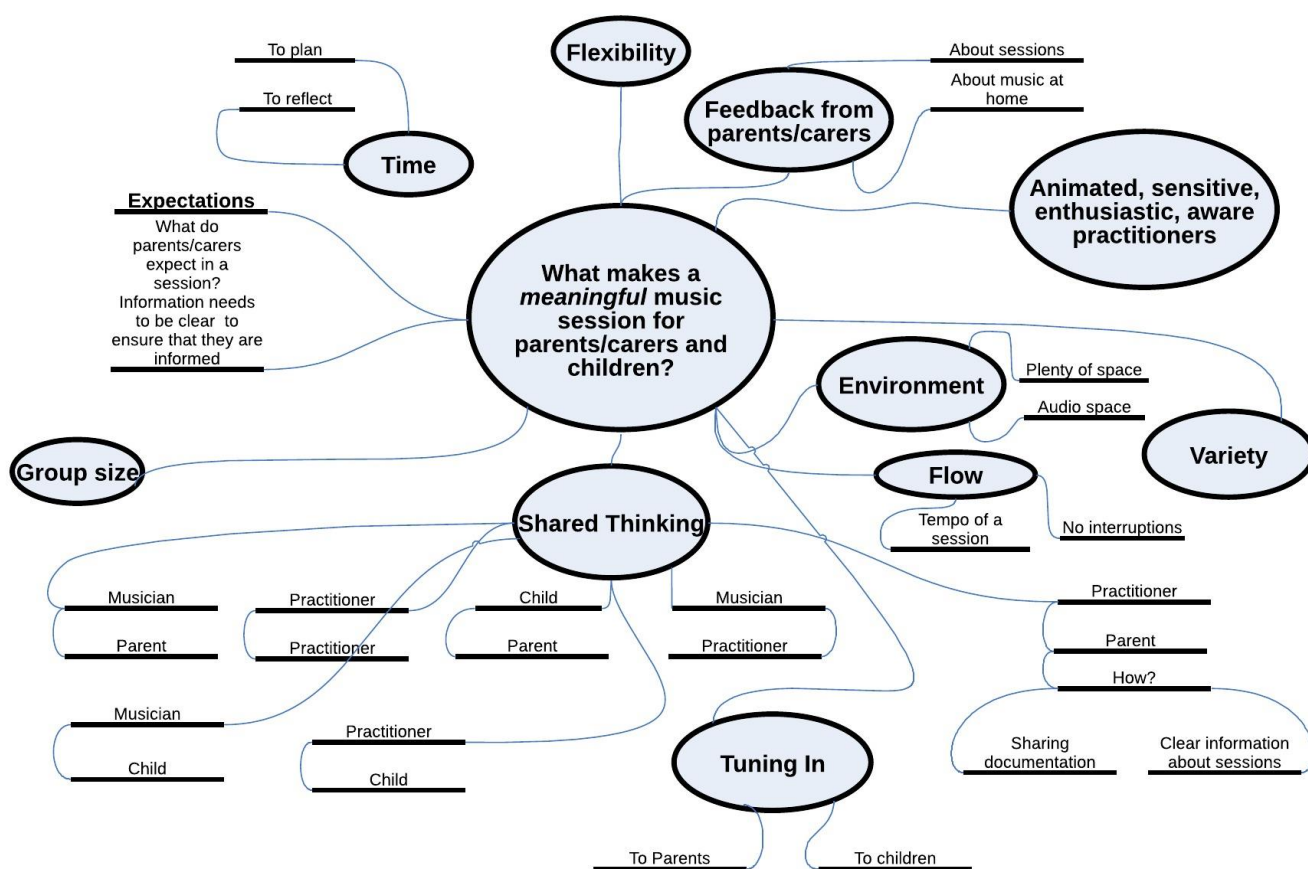 To plan
To reflect
Time
Flexibility
Feedback from
parents/carers
About sessions
About music at
home
Animated, sensitive,
enthusiastic, aware
practitioners
Expectations
What do
parents/carers
expect in a
session?
Information needs
to be clear to
ensure that they are
informed
What makes a
meaningful music
session for
parents/carers and
children?
Environment
Plenty of space
Audio space
Variety
Group size
Flow
Tempo of a
session
No interruptions
Shared Thinking
Musician
Parent
Practitioner
Practitioner
Child
Parent
Musician
Practitioner
Practitioner
Parent
How?
Sharing
documentation
Clear information
about sessions
Musician
Child
Practitioner
Child
Tuning In
To Parents
To children